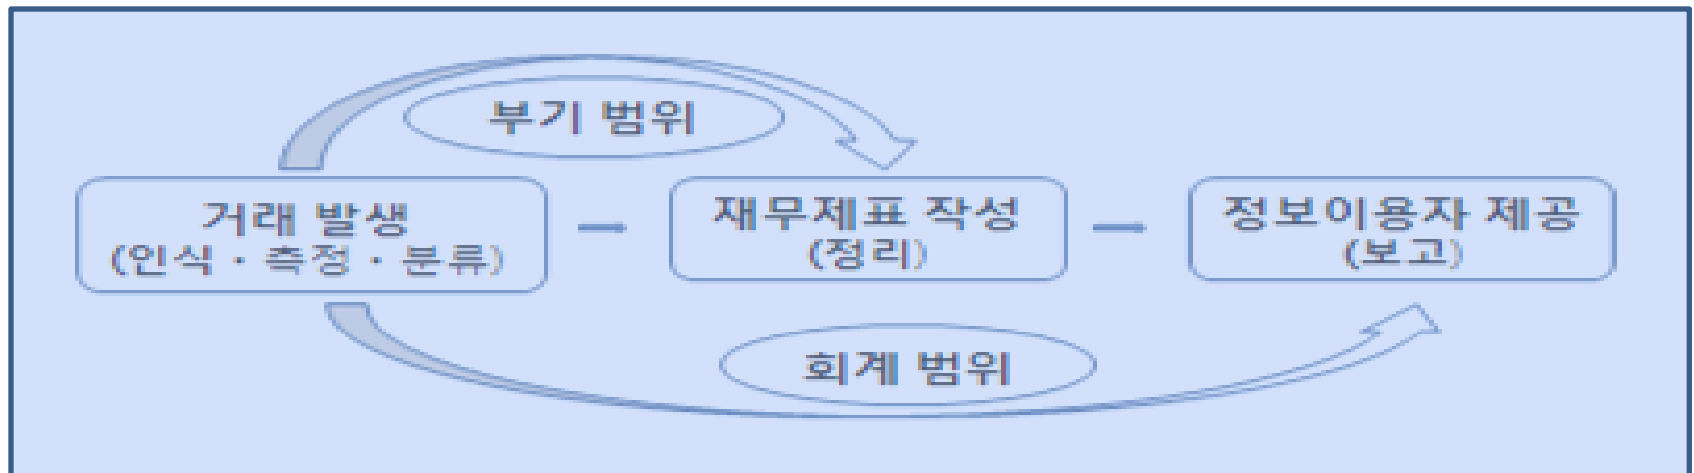 부기 범위
거래 발생
(인식 · 측정 · 분류)
재무제표 작성
(정리)
정보이용자 제공
(보고)
회계 범위